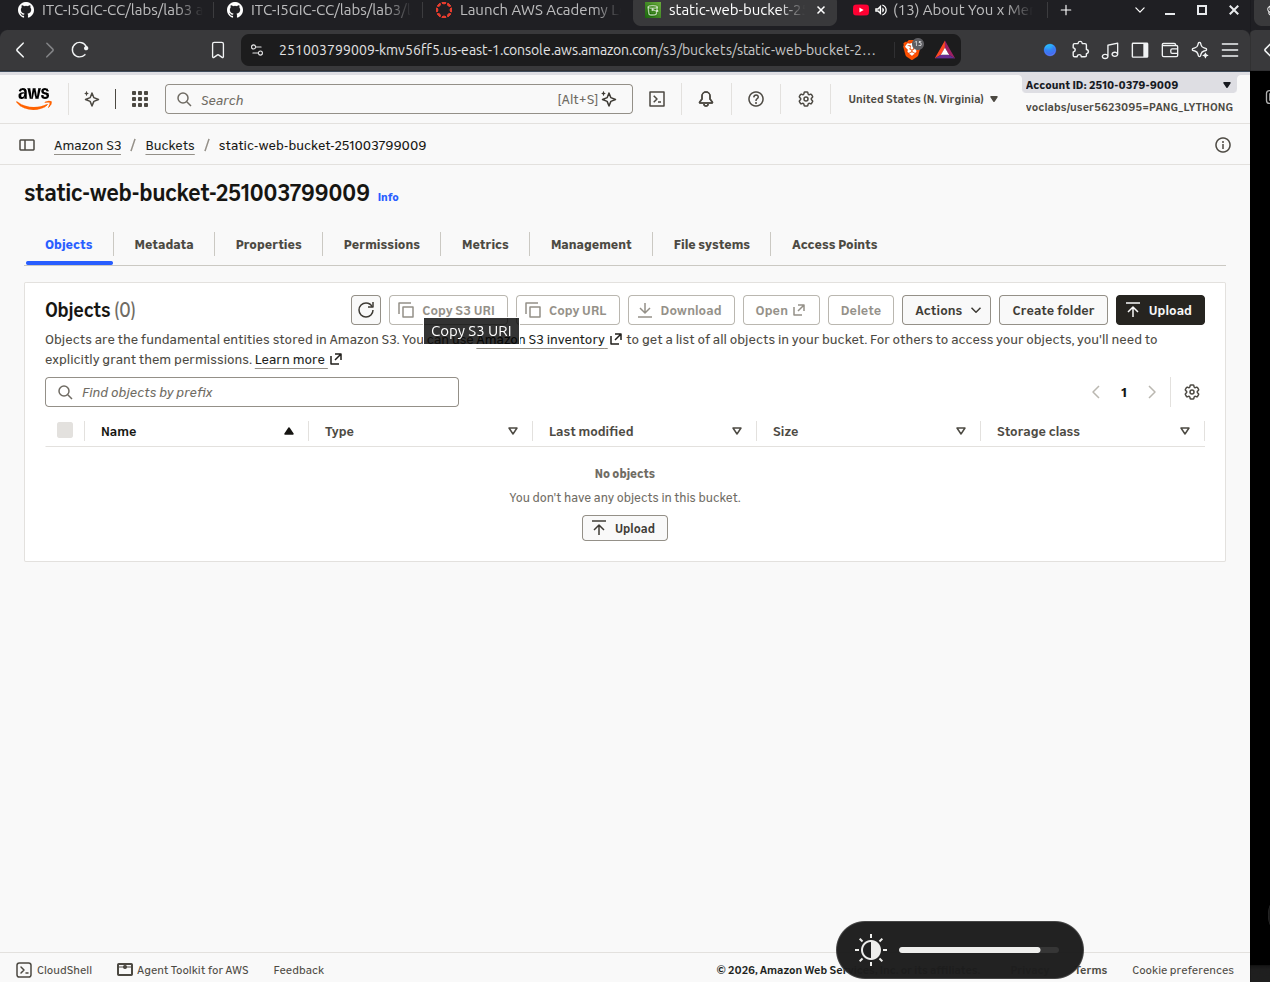 ITC-I5GIC-CC/labs/lab3 a
ITC-I5GIC-CC/labs/lab3/l
Launch AWS Academy L
static-web-bucket-2
(13) About You x Me
251003799009-kmv56ff5.us-east-1.console.aws.amazon.com/s3/buckets/static-web-bucket-2...
15
aws
Search
[Alt+S]
United States (N. Virginia)
Account ID: 2510-0379-9009
voclabs/user5623095=PANG_LYTHONG
Amazon S3 / Buckets / static-web-bucket-251003799009
static-web-bucket-251003799009 Info
Objects
Metadata
Properties
Permissions
Metrics
Management
File systems
Access Points
Objects (0)
Copy S3 URI
Copy URL
Download
Open
Delete
Actions
Create folder
Upload
Copy S3 URI
Objects are the fundamental entities stored in Amazon S3. You can use Amazon S3 inventory to get a list of all objects in your bucket. For others to access your objects, you'll need to
explicitly grant them permissions. Learn more
Find objects by prefix
1
Name
Type
Last modified
Size
Storage class
No objects
You don't have any objects in this bucket.
Upload
CloudShell
Agent Toolkit for AWS
Feedback
© 2026, Amazon Web Ser
Terms
Cookie preferences